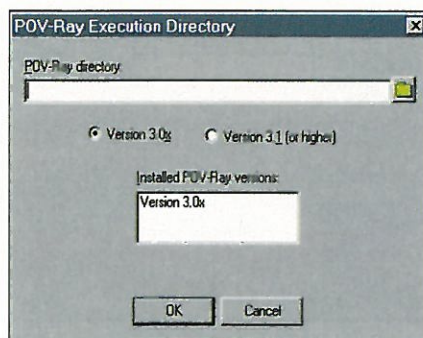 POV-Ray Execution Directory
POV-Ray directory:
Version 3.0x
Version 3.1 (or higher)
Installed POV-Ray versions:
Version 3.0x
OK
Cancel